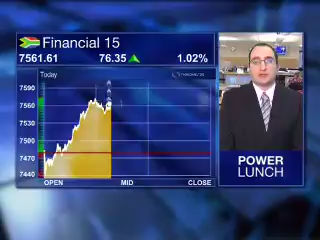 Financial 15
7561.61 76.35 1.02%
Today
7590
7560
7530
7500
7470
7440
OPEN MID CLOSE
POWER
LUNCH